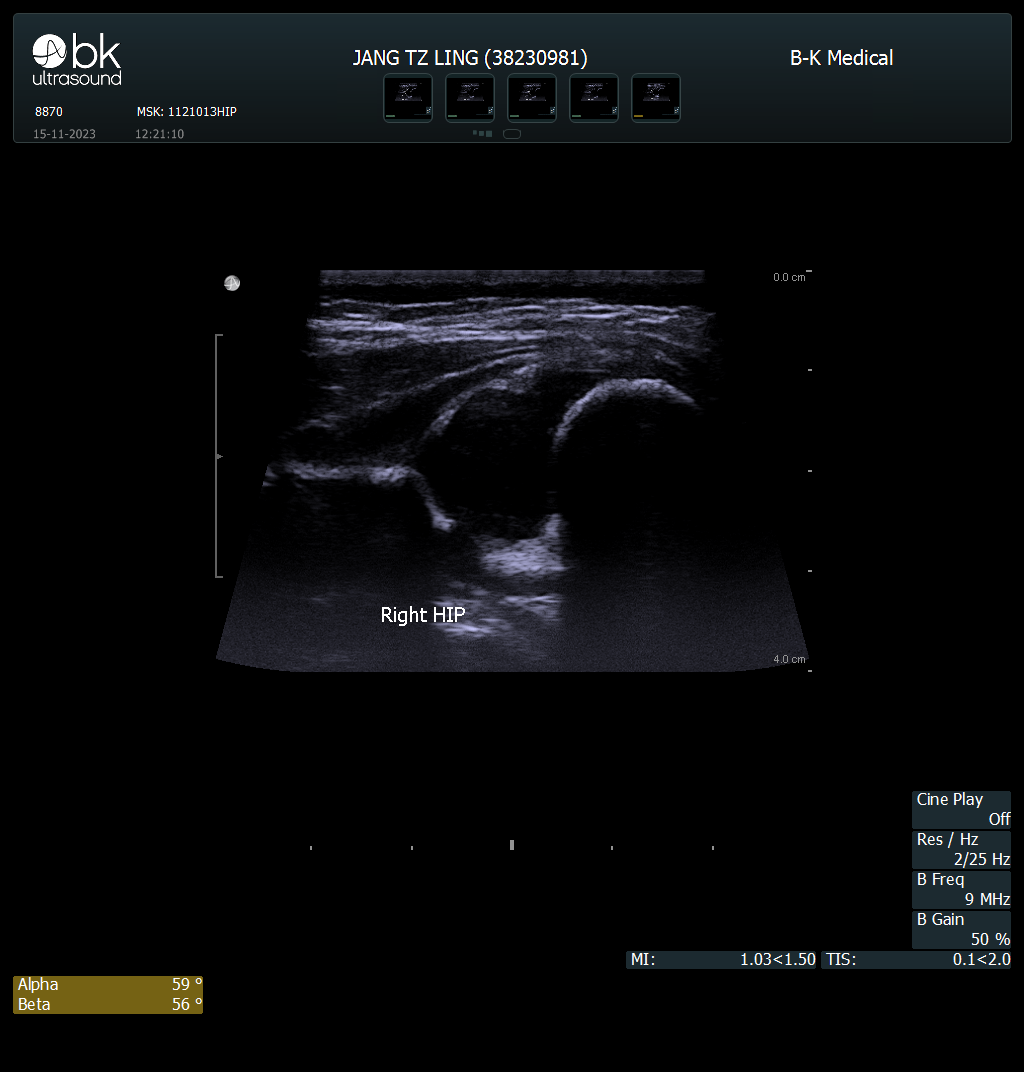 bk
ultrasound
JANG TZ LING (38230981)
B-K Medical
8870
MSK: 1121013HIP
15-11-2023
12:21:10
0.0 cm
Right HIP
4.0 cm
Cine Play
Off
Res / Hz
2/25 Hz
B Freq
9 MHz
B Gain
50 %
MI: 1.03<1.50
TIS: 0.1<2.0
Alpha 59 º
Beta 56 º